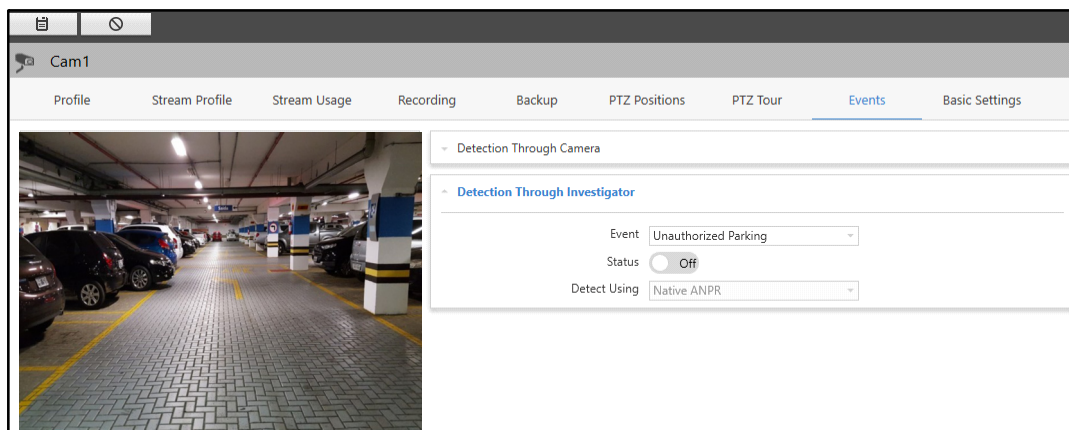 Cam1
Profile Stream Profile Stream Usage Recording Backup PTZ Positions PTZ Tour Events Basic Settings
Detection Through Camera
Detection Through Investigator
Event Unauthorized Parking
Status Off
Detect Using Native ANPR